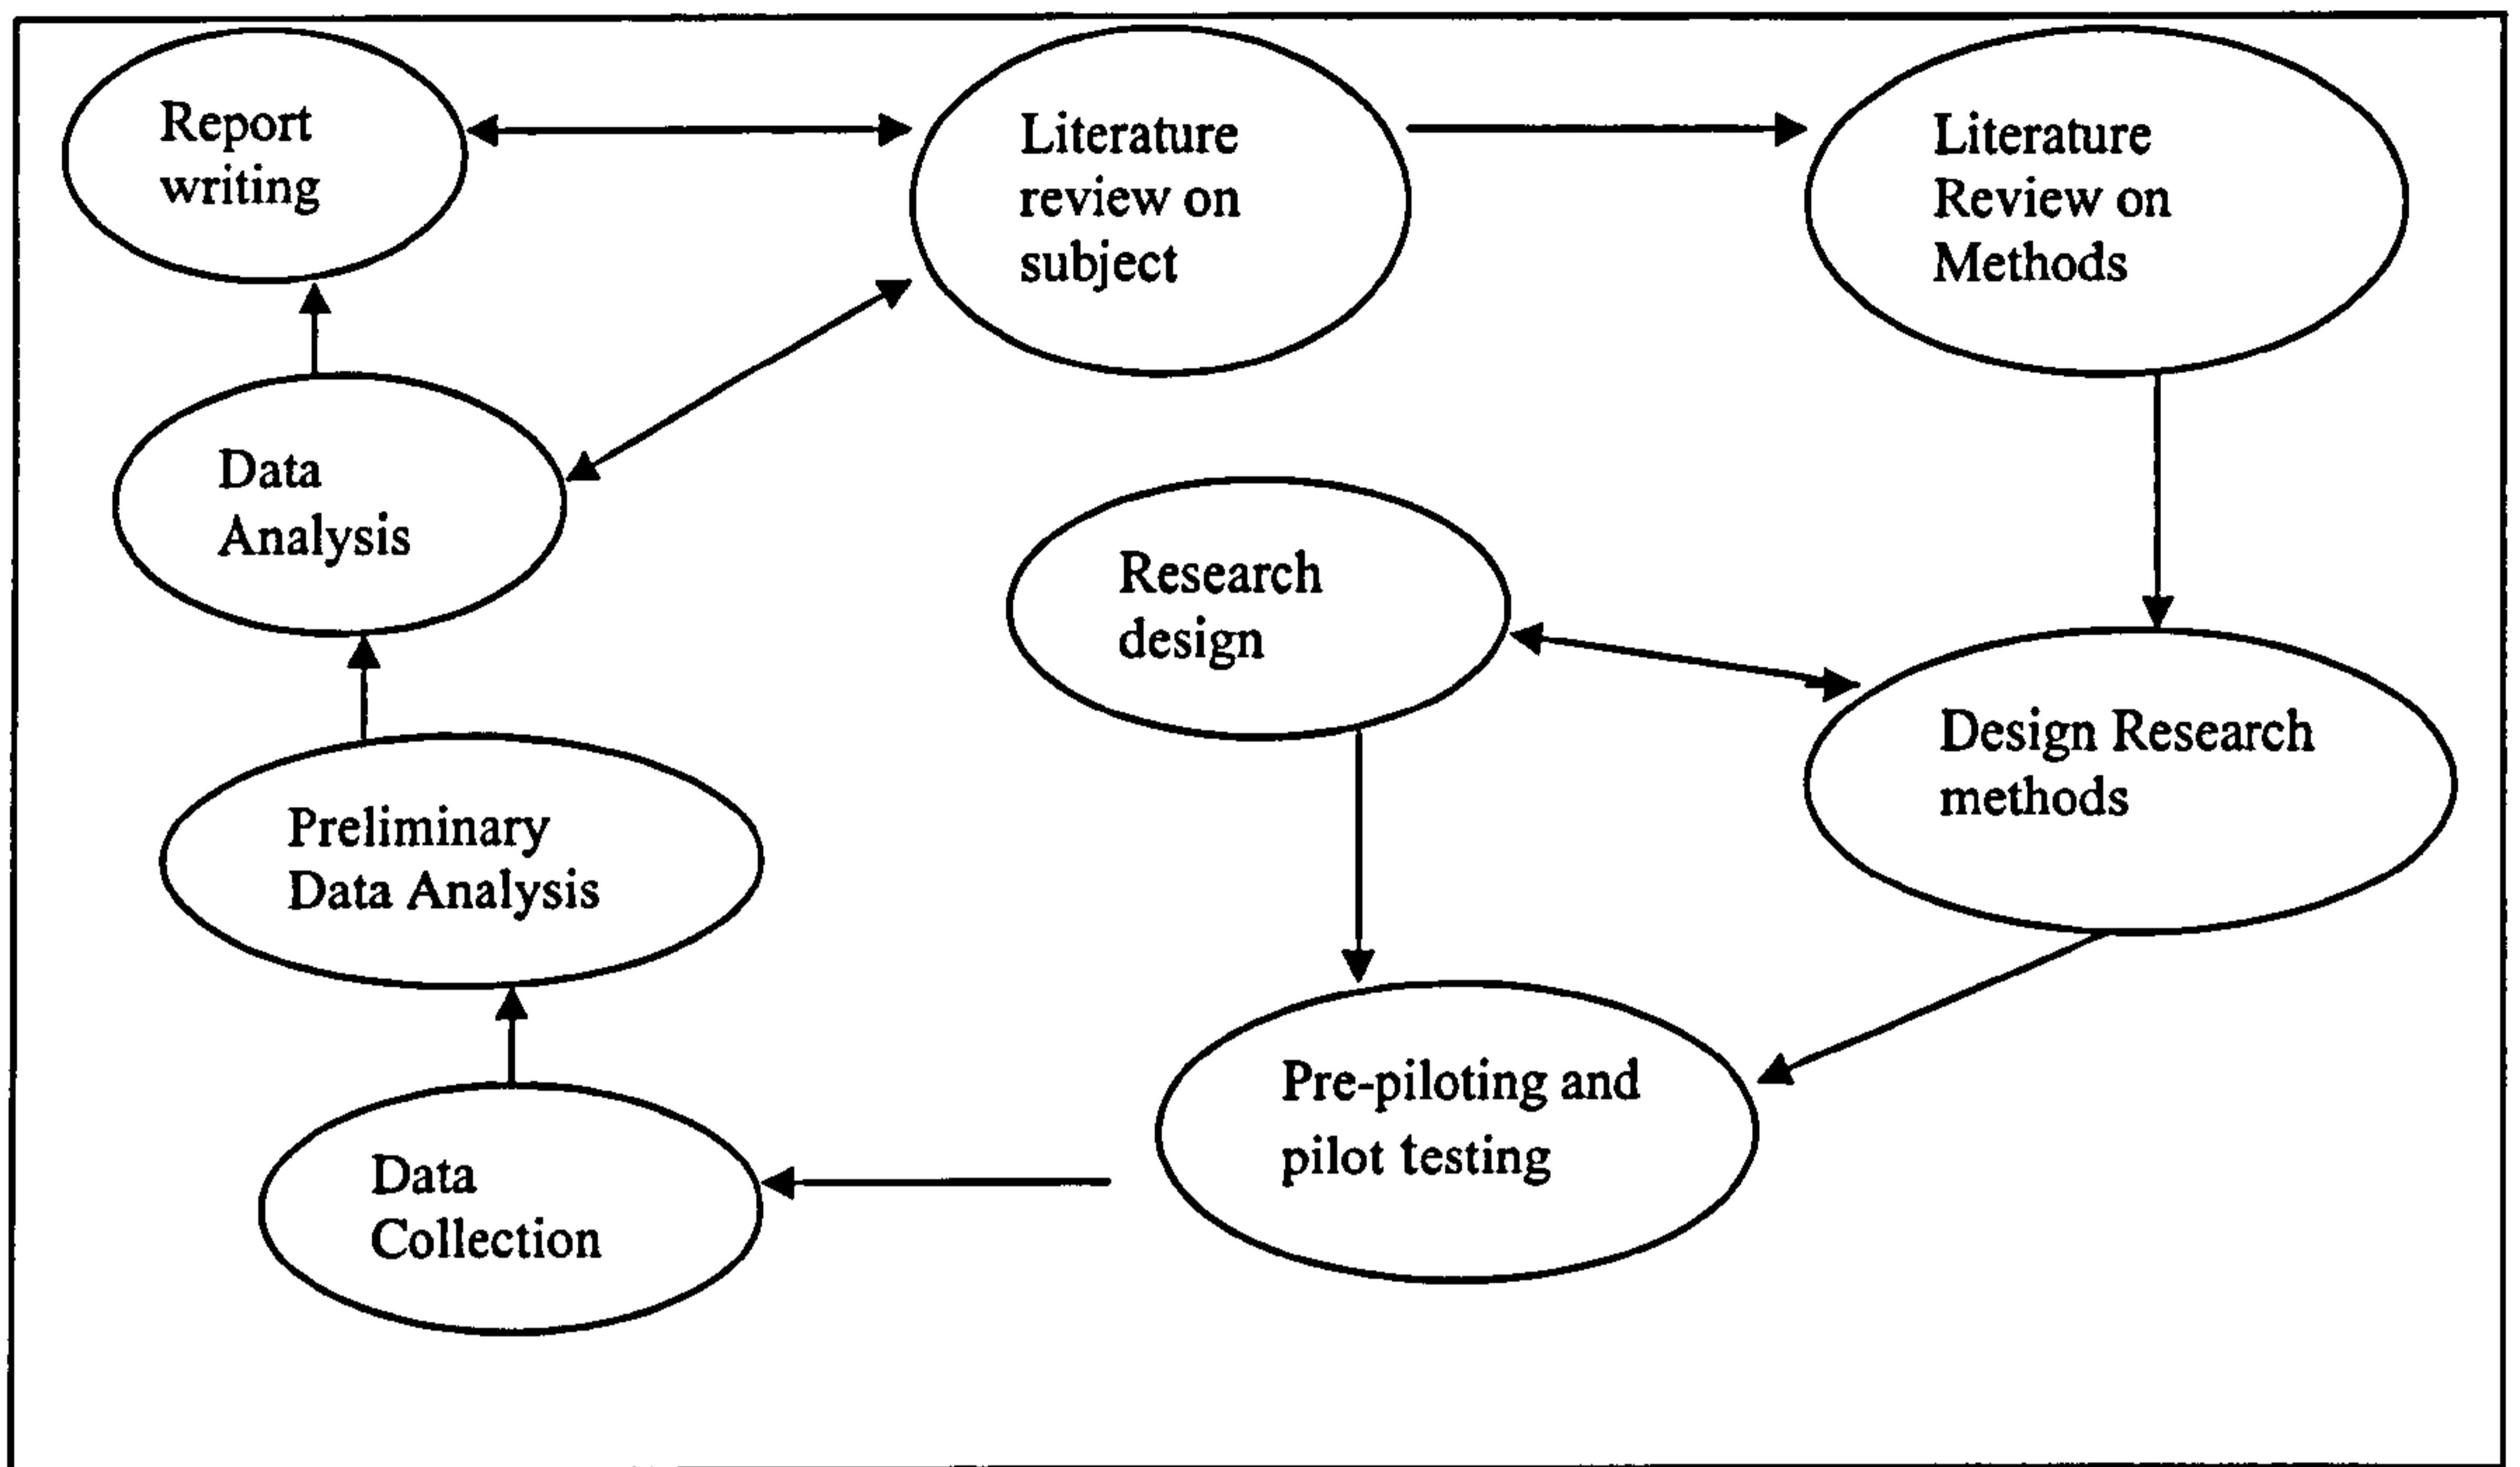 Report
writing
Literature
review on
subject
Literature
Review on
Methods
Data
Analysis
Research
design
Design Research
methods
Preliminary
Data Analysis
Pre-piloting and
pilot testing
Data
Collection